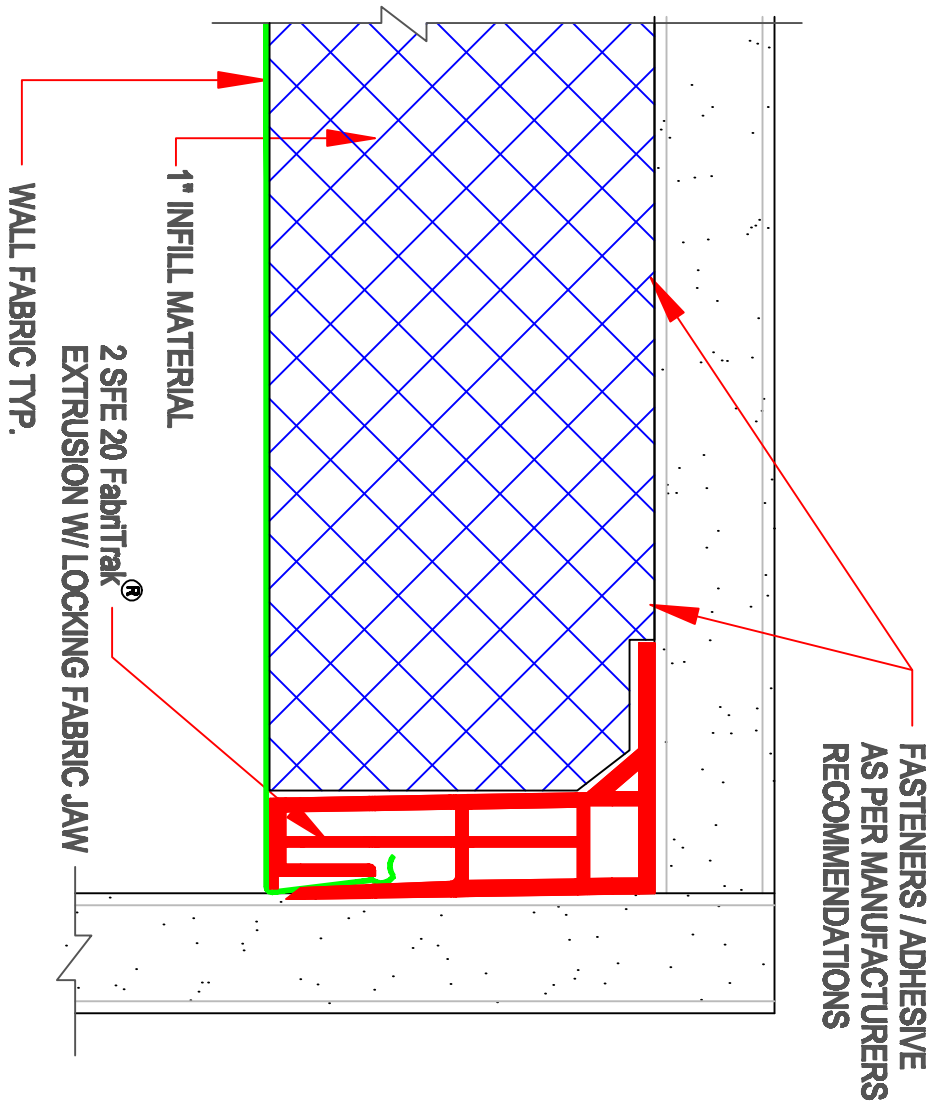 FASTENERS / ADHESIVE
AS PER MANUFACTURERS
RECOMMENDATIONS
1" INFILL MATERIAL
2 SFE 20 FabriTrak®
EXTRUSION W/ LOCKING FABRIC JAW
WALL FABRIC TYP.